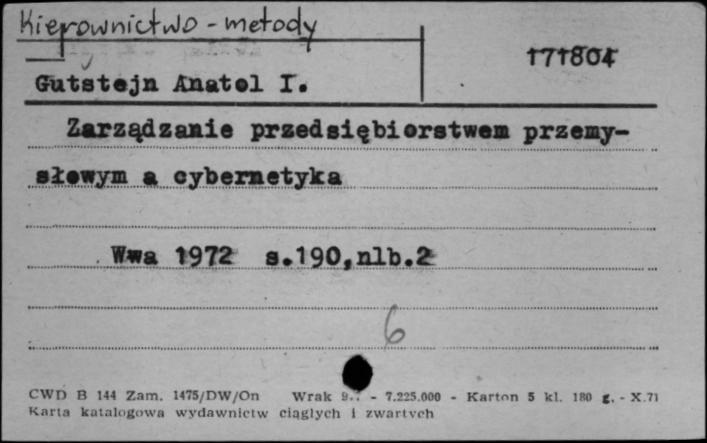 Kierownictwo - metody
171804
Gutstejn Anatol I.
Zarządzanie przedsiębiorstwem przemy-
słowym a cybernetyka
Wwa 1972 s.190,nlb.2
6
CWD B 144 Zam. 1475/DW/On Wrak - 7.225.000 - Karton 5 kl. 180 g. - X.71
Karta katalogowa wydawnictw ciągłych i zwartych